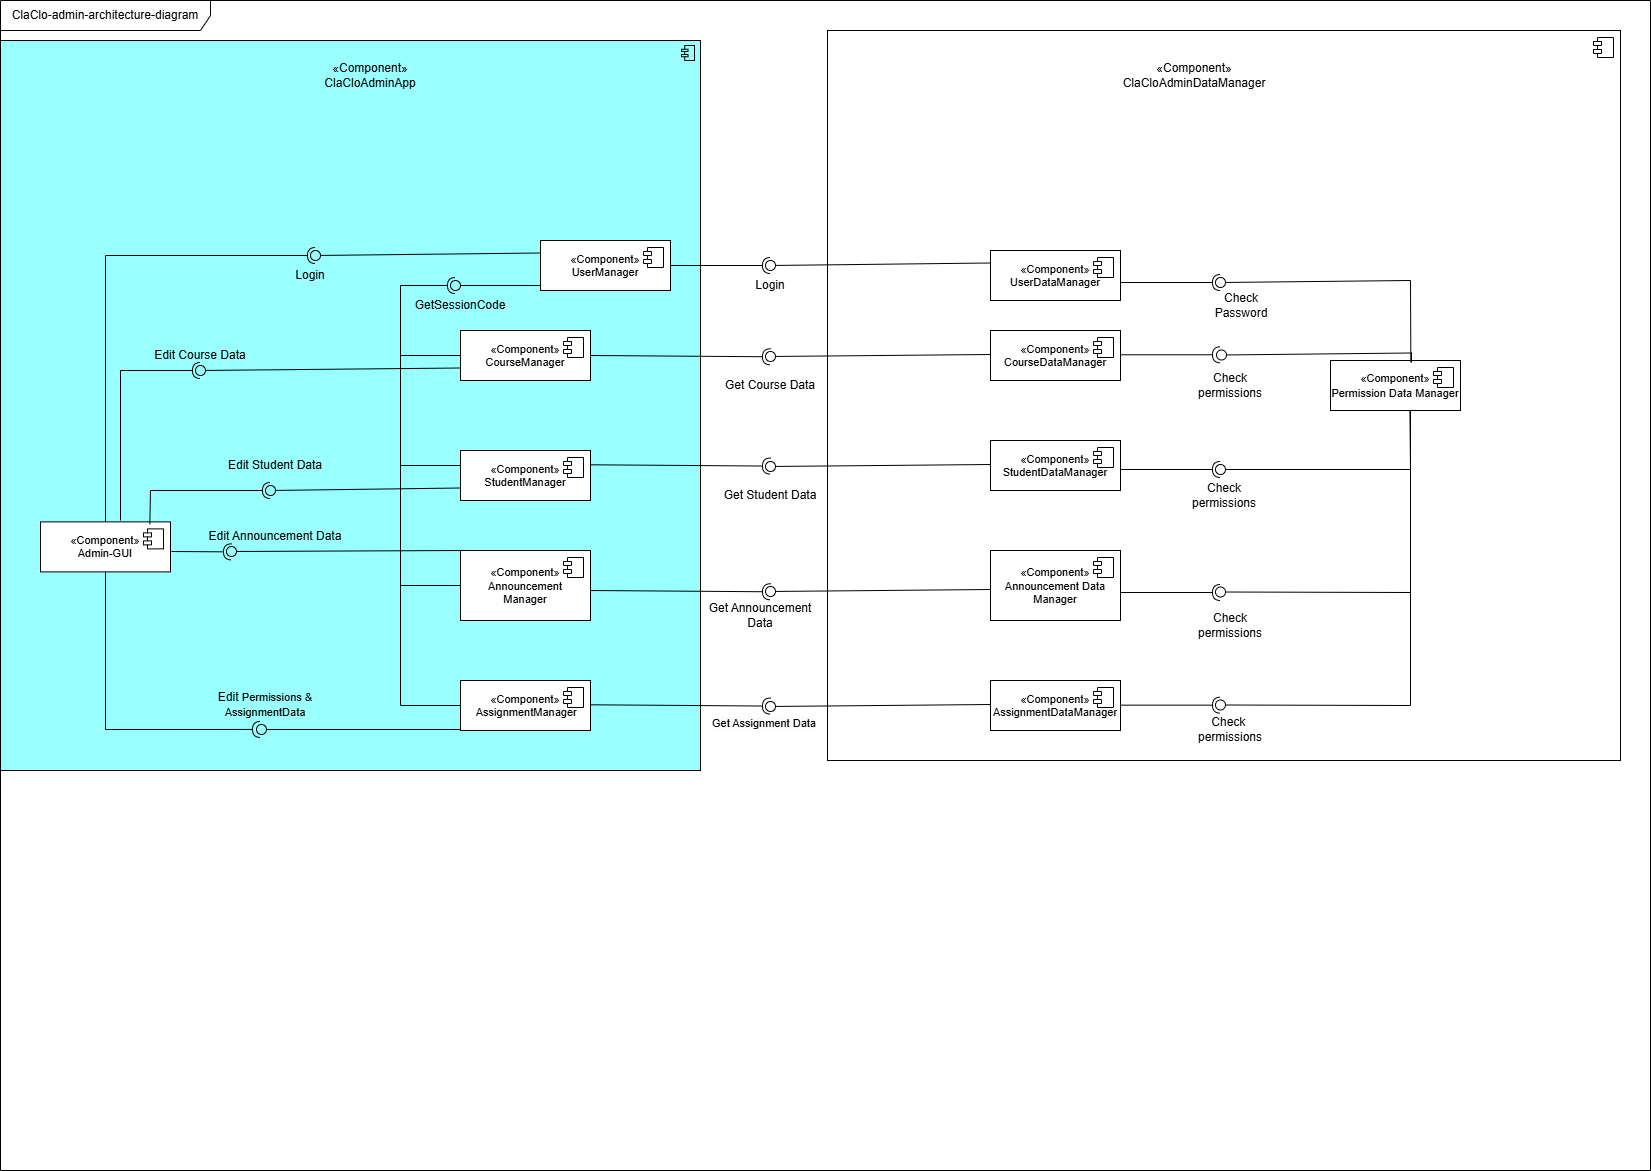 ClaClo-admin-architecture-diagram
«Component»
ClaCloAdminApp
«Component»
ClaCloAdminDataManager
Login
«Component»
UserManager
GetSessionCode
Login
«Component»
UserDataManager
Check
Password
Edit Course Data
«Component»
CourseManager
Get Course Data
«Component»
CourseDataManager
Check
permissions
«Component»
Permission Data Manager
Edit Student Data
«Component»
StudentManager
Get Student Data
«Component»
StudentDataManager
Check
permissions
«Component»
Admin-GUI
Edit Announcement Data
«Component»
Announcement
Manager
Get Announcement
Data
«Component»
Announcement Data
Manager
Check
permissions
Edit Permissions &
AssignmentData
«Component»
AssignmentManager
Get Assignment Data
«Component»
AssignmentDataManager
Check
permissions